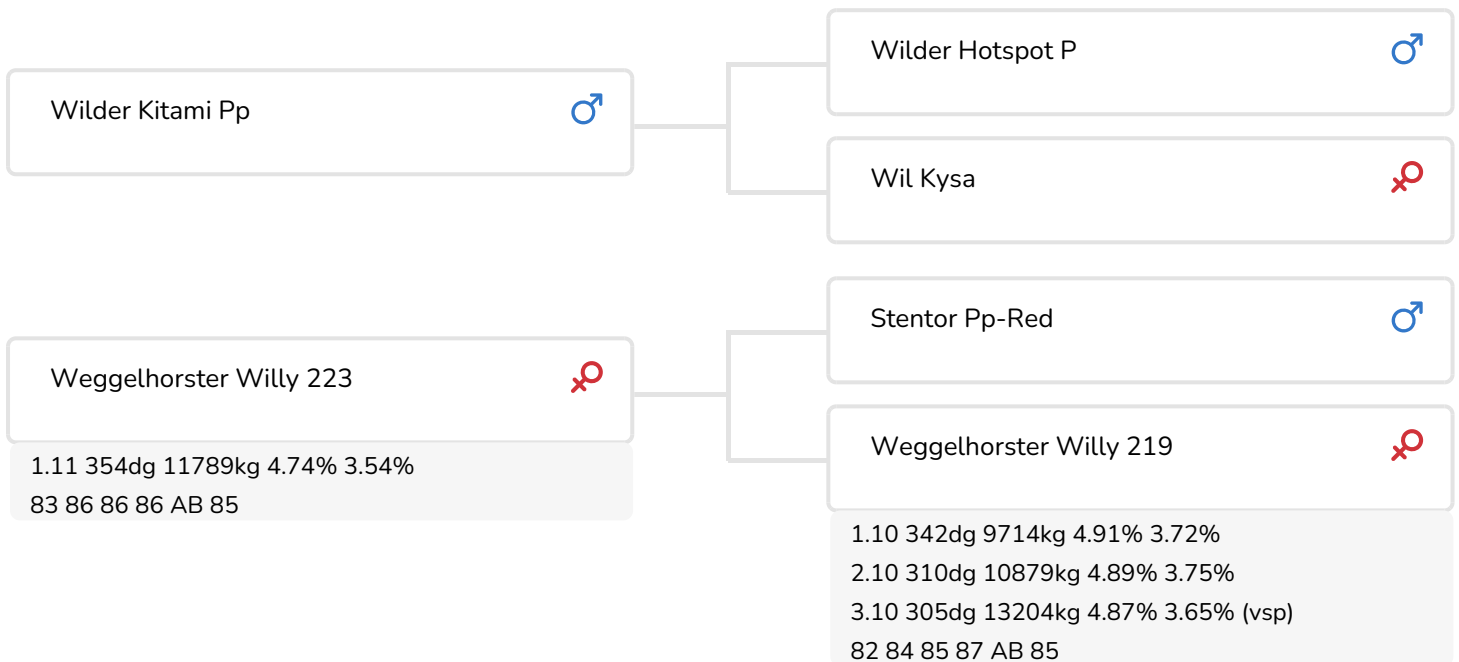 Wilder Kitami Pp
Wilder Hotspot P
Wil Kysa
Weggelhorster Willy 223
1.11 354dg 11789kg 4.74% 3.54%
83 86 86 86 AB 85
Stentor Pp-Red
Weggelhorster Willy 219
1.10 342dg 9714kg 4.91% 3.72%
2.10 310dg 10879kg 4.89% 3.75%
3.10 305dg 13204kg 4.87% 3.65% (vsp)
82 84 85 87 AB 85